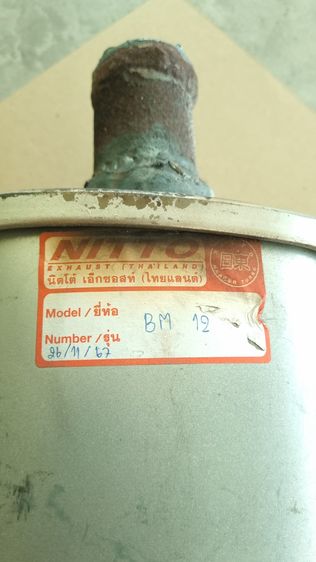 NITTO
EXHAUST (THAILAND)
นิตโต้ เอ็กซอสท์ (ไทยแลนด์)
Model / ยี่ห้อ BM 12
Number / รุ่น
26/11/67